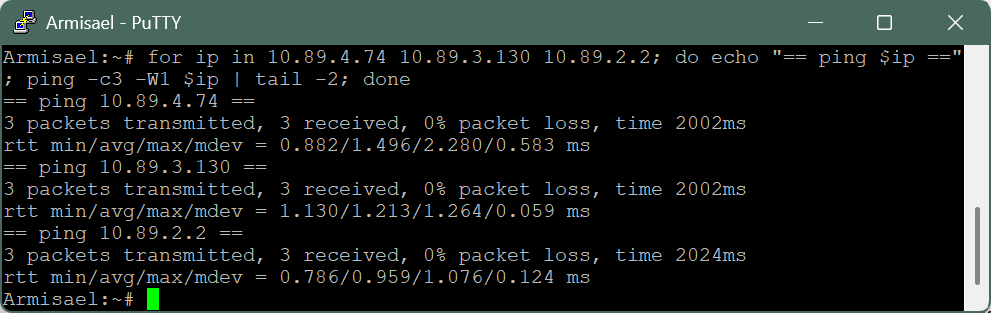 Armisael - PuTTY
Armisael:~# for ip in 10.89.4.74 10.89.3.130 10.89.2.2; do echo "== ping $ip =="
; ping -c3 -W1 $ip | tail -2; done
== ping 10.89.4.74 ==
3 packets transmitted, 3 received, 0% packet loss, time 2002ms
rtt min/avg/max/mdev = 0.882/1.496/2.280/0.583 ms
== ping 10.89.3.130 ==
3 packets transmitted, 3 received, 0% packet loss, time 2002ms
rtt min/avg/max/mdev = 1.130/1.213/1.264/0.059 ms
== ping 10.89.2.2 ==
3 packets transmitted, 3 received, 0% packet loss, time 2024ms
rtt min/avg/max/mdev = 0.786/0.959/1.076/0.124 ms
Armisael:~#